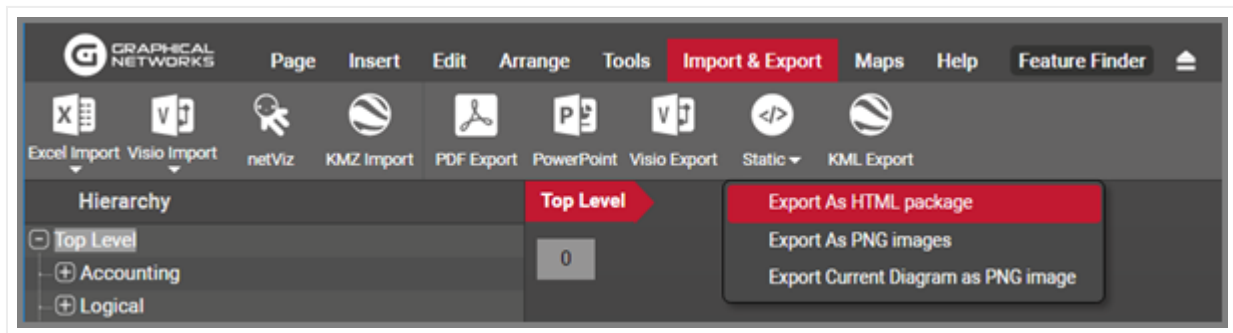 GRAPHICAL
NETWORKS
Page Insert Edit Arrange Tools Import & Export Maps Help Feature Finder
Excel Import Visio Import netViz KMZ Import PDF Export PowerPoint Visio Export Static KML Export
Hierarchy
Top Level
Export As HTML package
Top Level
0
Export As PNG images
Accounting
Export Current Diagram as PNG image
Logical